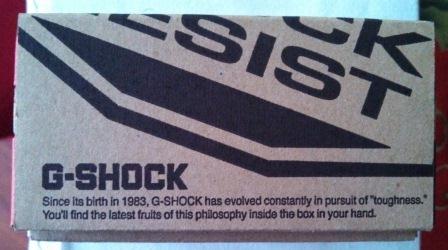 CK
ESIST
G-SHOCK
Since its birth in 1983, G-SHOCK has evolved constantly in pursuit of "toughness."
You'll find the latest fruits of this philosophy inside the box in your hand.